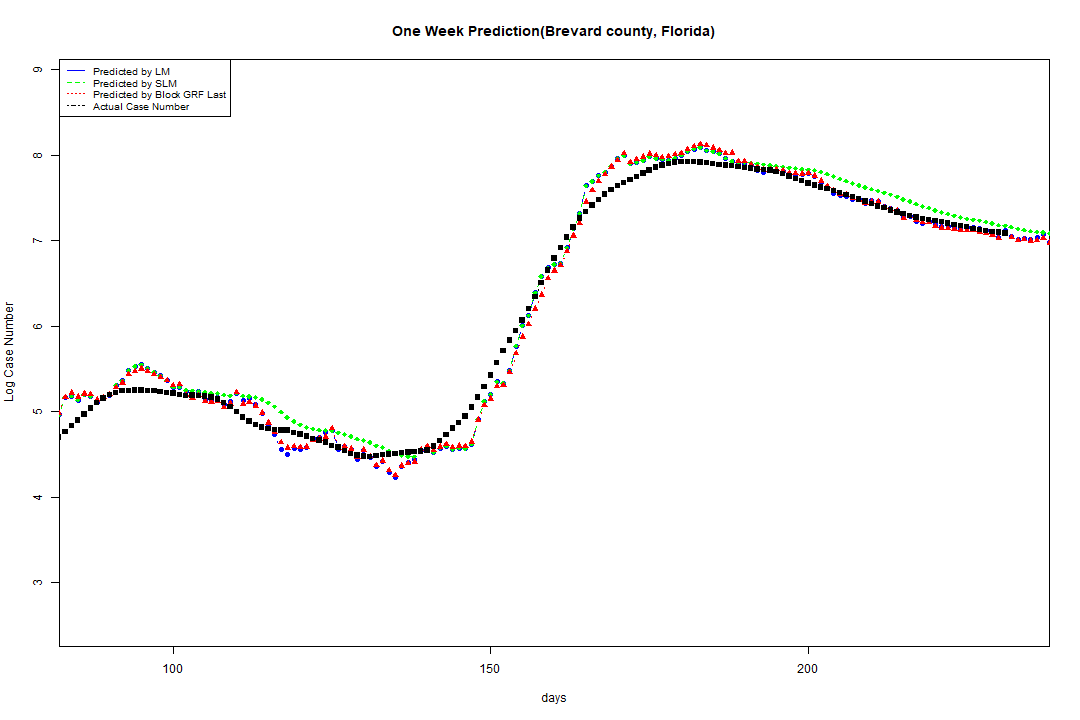 One Week Prediction(Brevard county, Florida)
Predicted by LM
Predicted by SLM
Predicted by Block GRF Last
Actual Case Number
9
8
7
6
5
4
3
Log Case Number
100
150
200
days